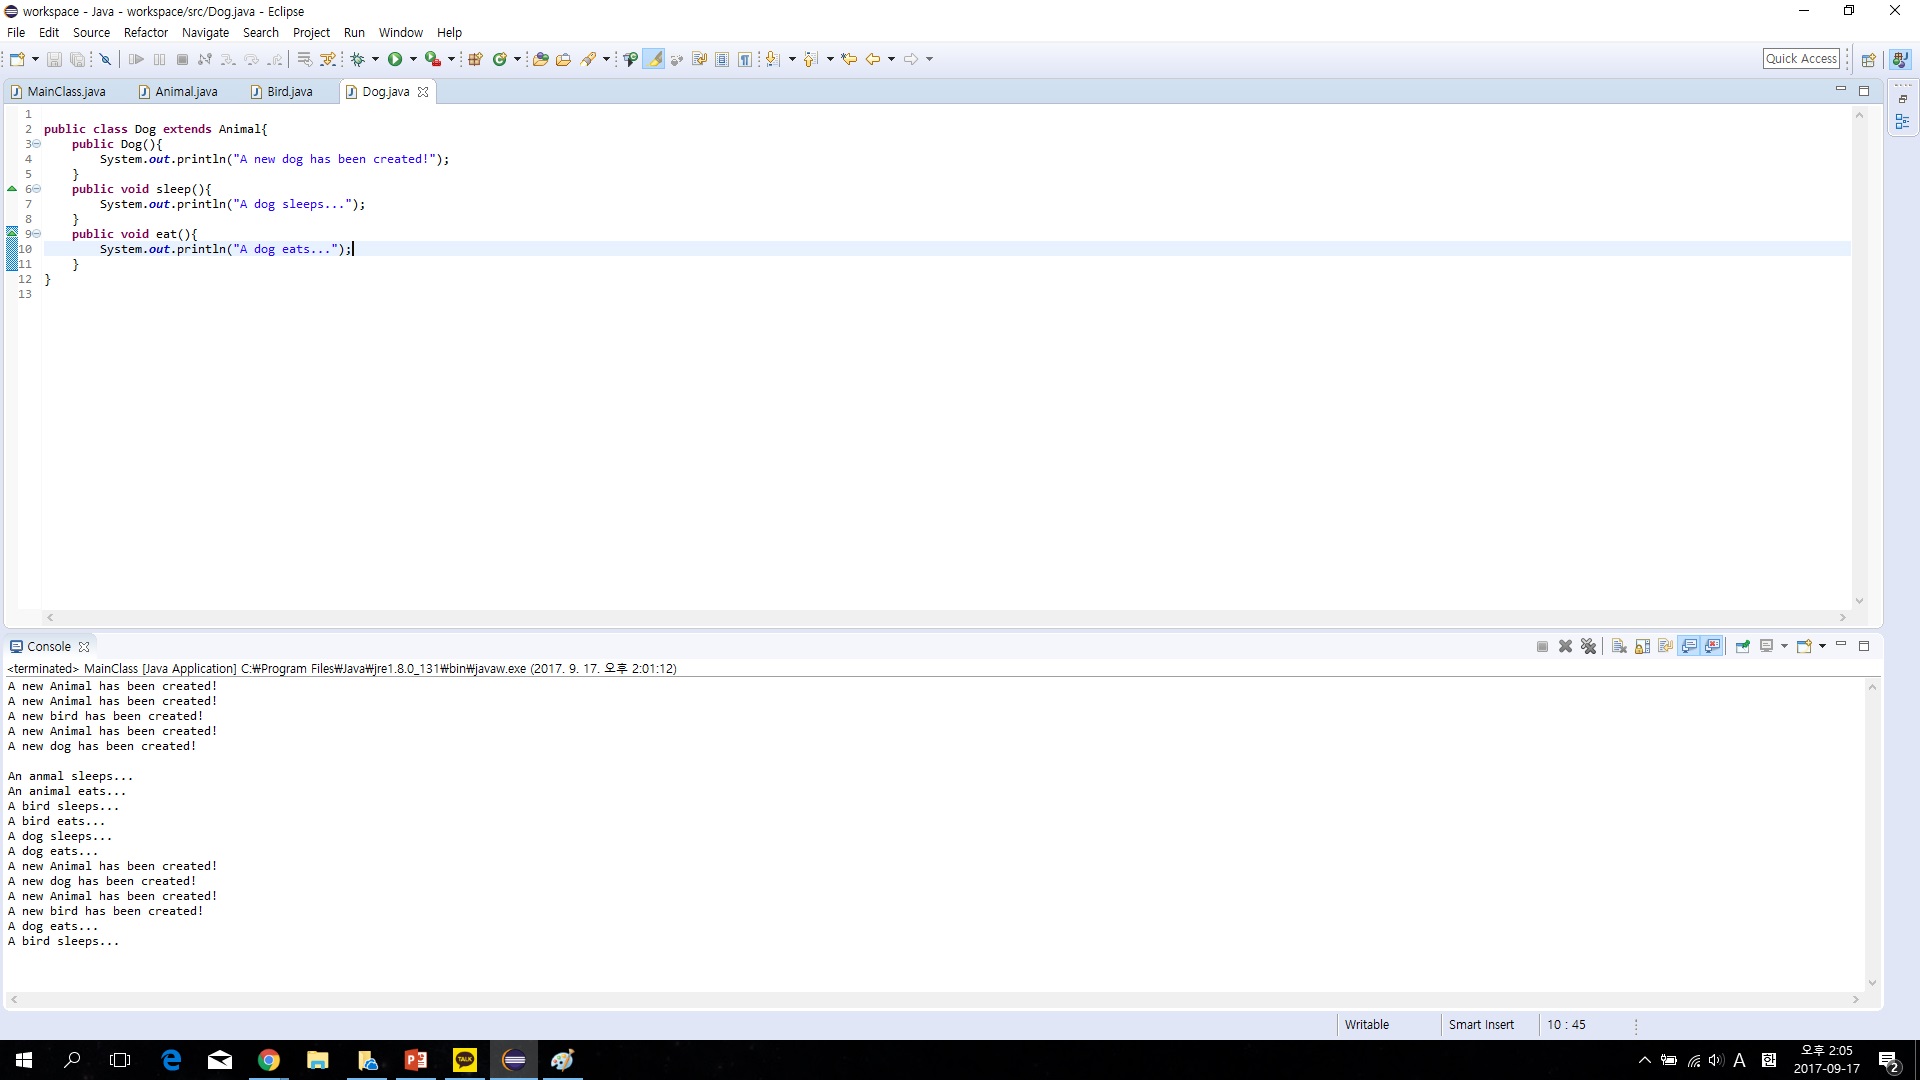 workspace - Java - workspace/src/Dog.java - Eclipse
File Edit Source Refactor Navigate Search Project Run Window Help
Quick Access
MainClass.java Animal.java Bird.java Dog.java
1
2 public class Dog extends Animal{
3 public Dog(){
4 System.out.println("A new dog has been created!");
5 }
6 public void sleep(){
7 System.out.println("A dog sleeps...");
8 }
9 public void eat(){
10 System.out.println("A dog eats...");
11 }
12 }
13
Console
<terminated> MainClass [Java Application] C:₩Program Files₩Java₩jre1.8.0_131₩bin₩javaw.exe (2017. 9. 17. 오후 2:01:12)
A new Animal has been created!
A new Animal has been created!
A new bird has been created!
A new Animal has been created!
A new dog has been created!
An anmal sleeps...
An animal eats...
A bird sleeps...
A bird eats...
A dog sleeps...
A dog eats...
A new Animal has been created!
A new dog has been created!
A new Animal has been created!
A new bird has been created!
A dog eats...
A bird sleeps...
Writable Smart Insert 10 : 45
TALK
A 한 오후 2:05
2017-09-17
2